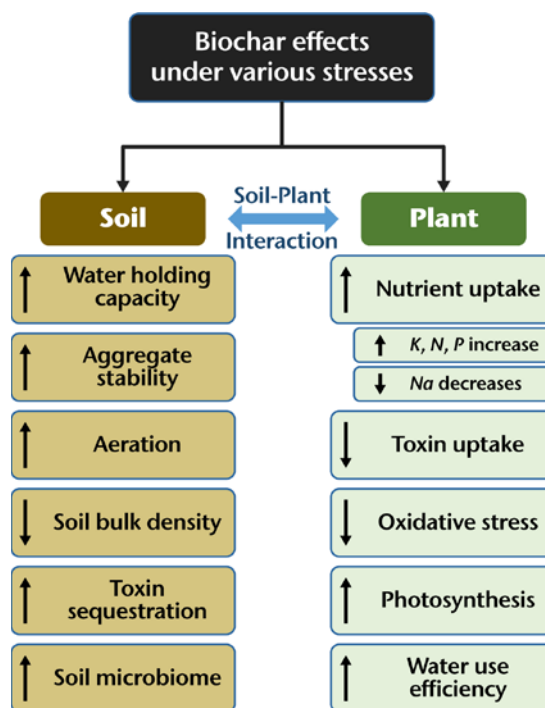 Biochar effects
under various stresses
Soil
Soil-Plant
Interaction
Plant
Water holding
capacity
Aggregate
stability
Aeration
Soil bulk density
Toxin
sequestration
Soil microbiome
Nutrient uptake
K, N, P increase
Na decreases
Toxin uptake
Oxidative stress
Photosynthesis
Water use
efficiency